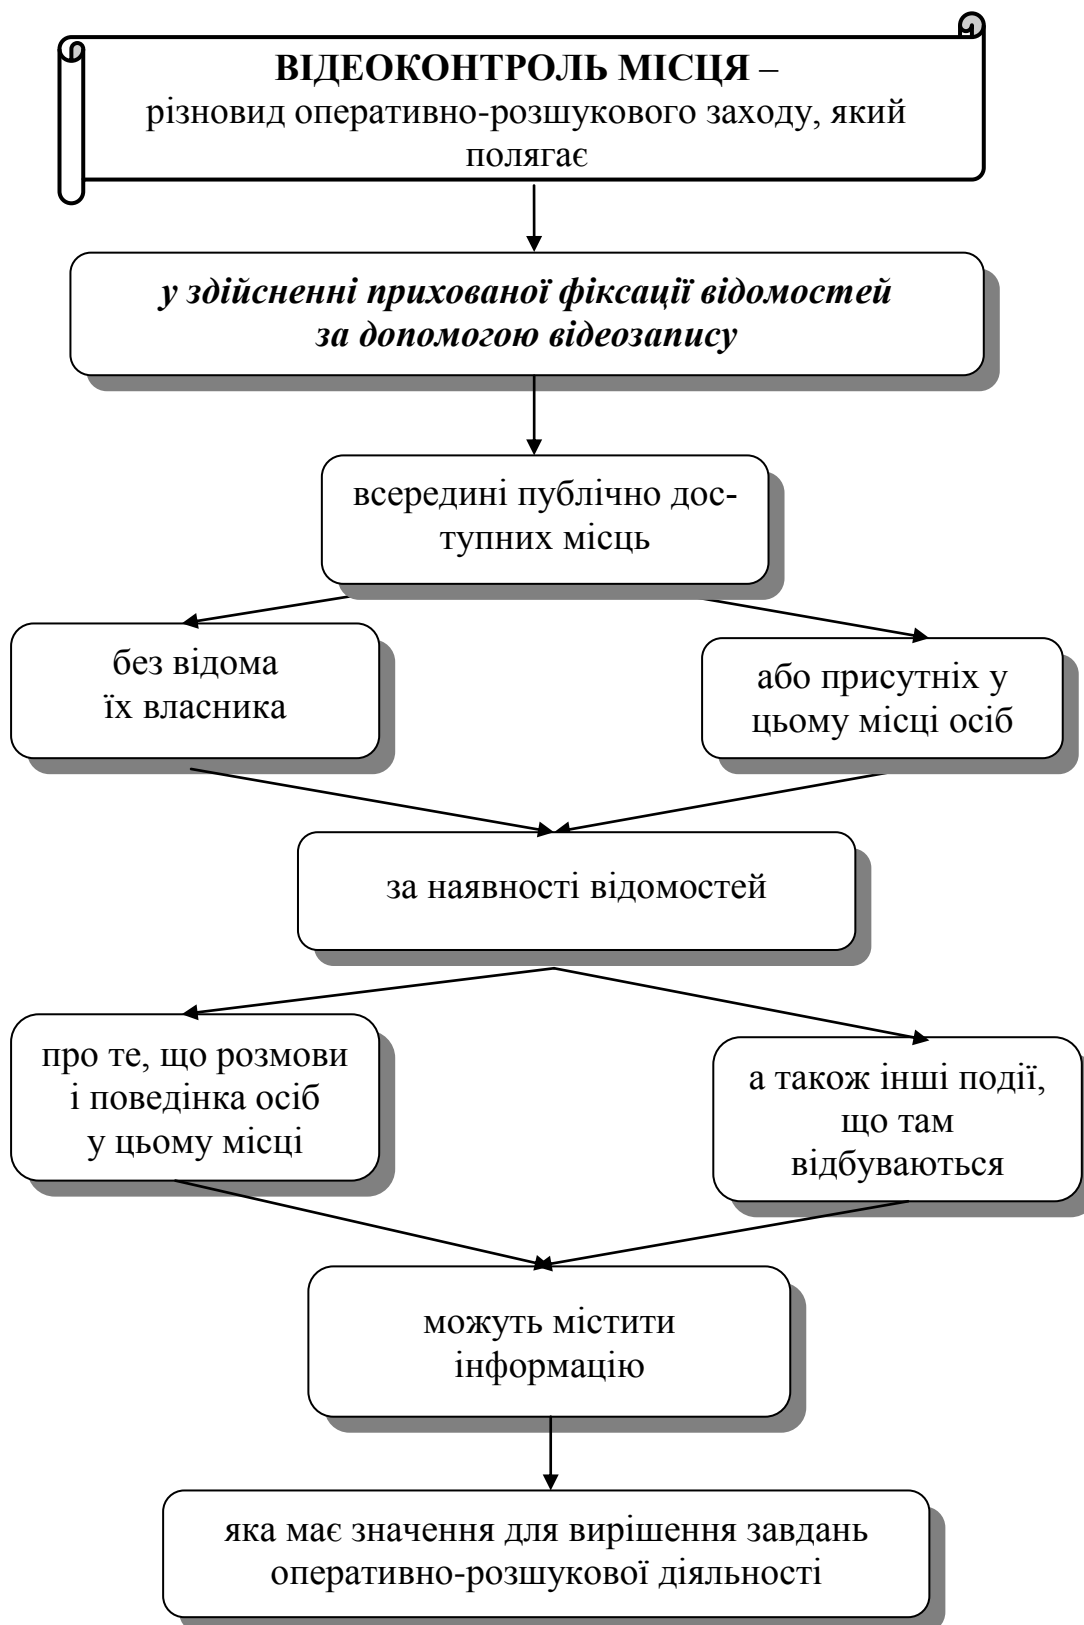 ВІДЕОКОНТРОЛЬ МІСЦЯ –
різновид оперативно-розшукового заходу, який
полягає
у здійсненні прихованої фіксації відомостей
за допомогою відеозапису
всередині публічно дос-
тупних місць
без відома
їх власника
або присутніх у
цьому місці осіб
за наявності відомостей
про те, що розмови
і поведінка осіб
у цьому місці
а також інші події,
що там
відбуваються
можуть містити
інформацію
яка має значення для вирішення завдань
оперативно-розшукової діяльності